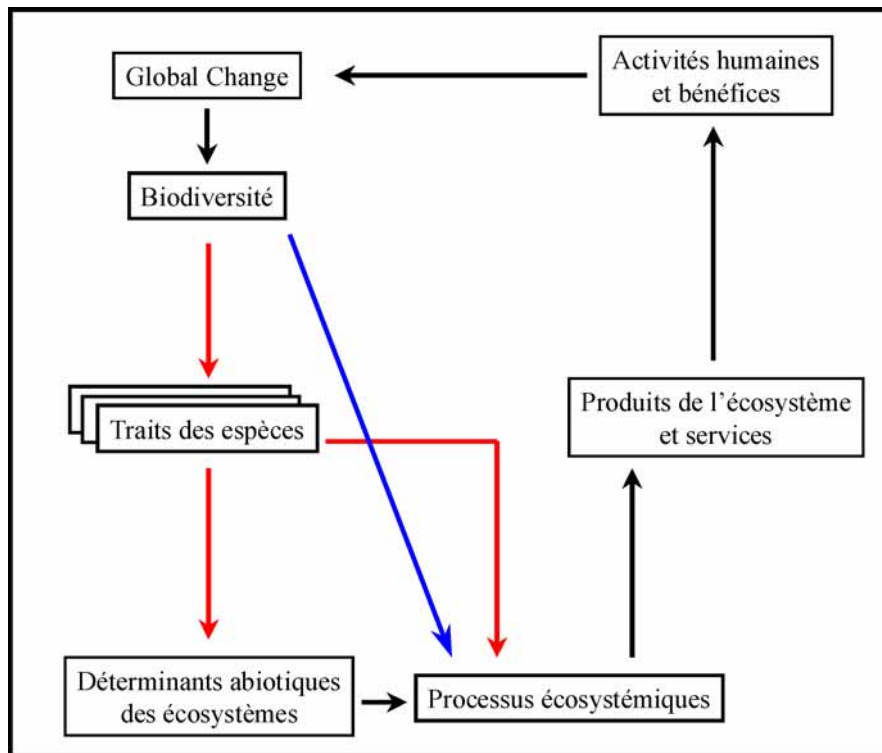 Global Change
Activités humaines
et bénéfices
Biodiversité
Traits des espèces
Produits de l'écosystème
et services
Déterminants abiotiques
des écosystèmes
Processus écosystémiques